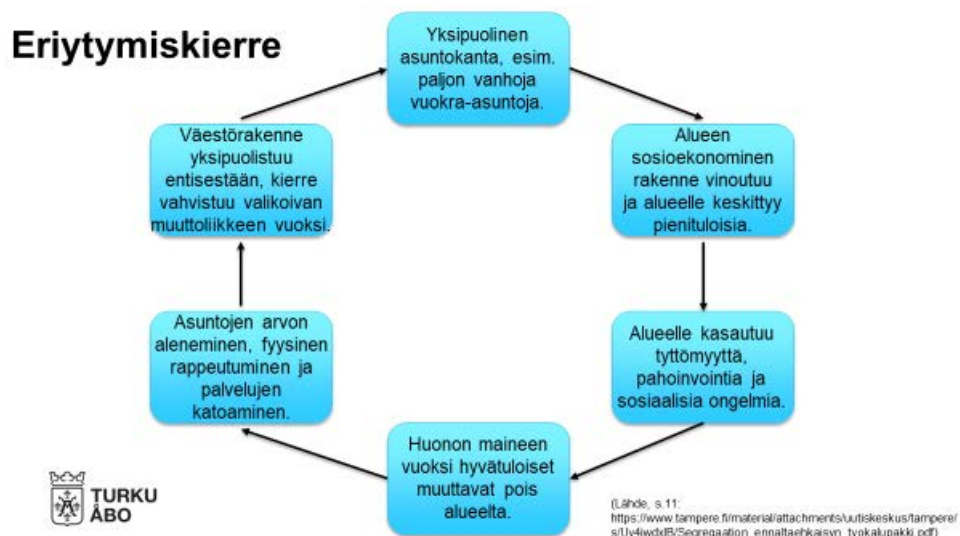 Eriytymiskierre
Yksipuolinen
asuntokanta, esim.
paljon vanhoja
vuokra-asuntoja.
Alueen
sosioekonominen
rakenne vinoutuu
ja alueelle keskittyy
pienituloisia.
Alueelle kasautuu
tyttömyyttä,
pahoinvointia ja
sosiaalisia ongelmia.
Huonon maineen
vuoksi hyvätuloiset
muuttavat pois
alueelta.
Asuntojen arvon
aleneminen, fyysinen
rappeutuminen ja
palvelujen
katoaminen.
Väestörakenne
yksipuolistuu
entisestään, kierre
vahvistuu valikoivan
muuttoliikkeen vuoksi.
TURKU
ÅBO
(Lähde, s.11:
https://www.tampere.fi/material/attachments/uutiskeskus/tampere/